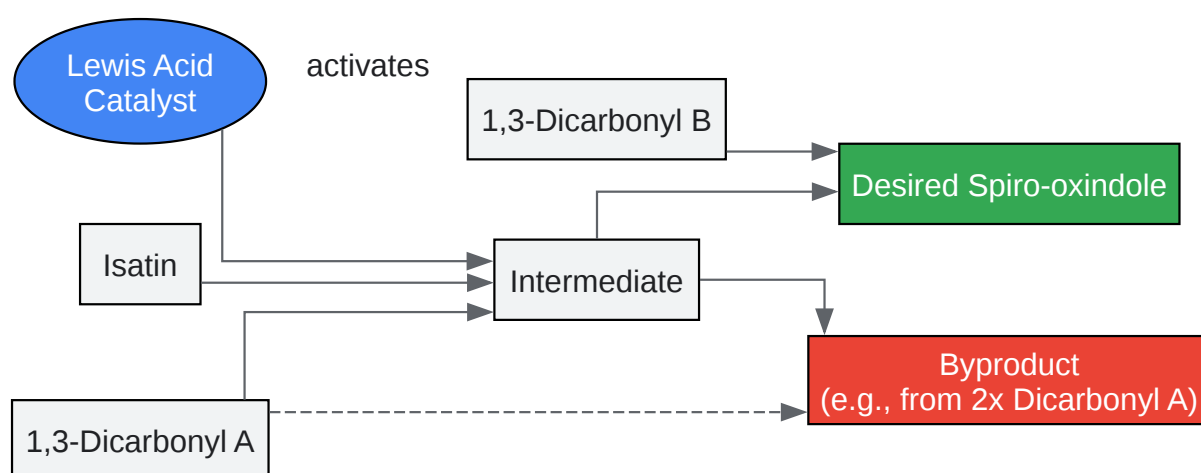 Lewis Acid
Catalyst
activates
1,3-Dicarbonyl B
Desired Spiro-oxindole
Isatin
Intermediate
Byproduct
(e.g., from 2x Dicarbonyl A)
1,3-Dicarbonyl A